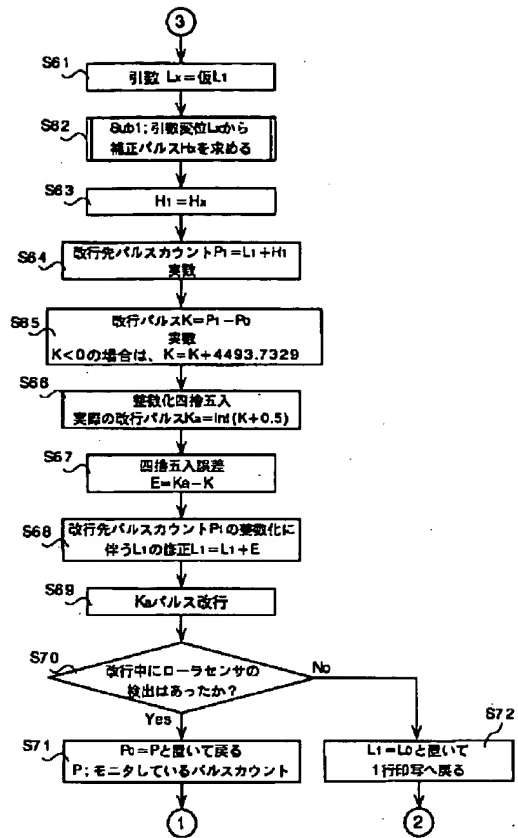 3
S61
引数 Lx=仮L1
S62
Sub1;引数変位Lxから
補正パルスHxを求める
S63
H1=Hx
S64
改行先パルスカウントP1=L1+H1
実数
S65
改行パルスK=P1-P0
実数
K<0の場合は、K=K+4493.7329
S66
整数化四捨五入
実際の改行パルスKa=int(K+0.5)
S67
四捨五入誤差
E=Ka-K
S68
改行先パルスカウントP1の整数化に
伴うL1の修正L1=L1+E
S69
Kaパルス改行
S70
改行中にローラセンサの
検出はあったか?
No
Yes
S71
P0=Pと置いて戻る
P;モニタしているパルスカウント
S72
L1=L0と置いて
1行印写へ戻る
1
2